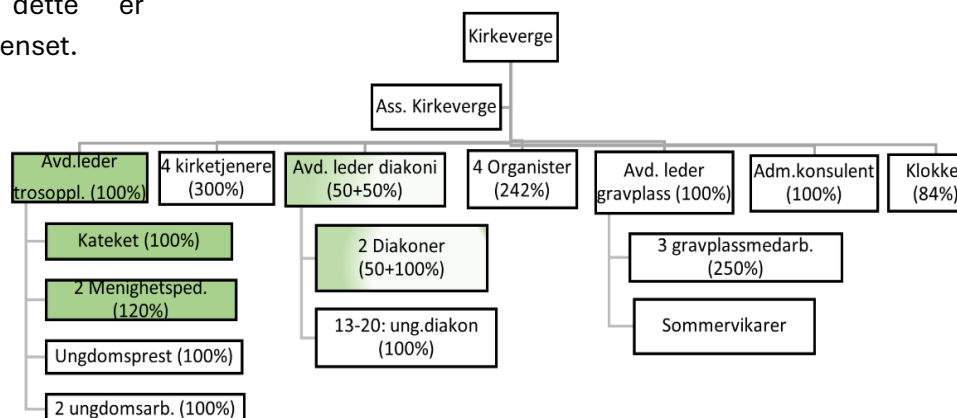 dette er
enset.
Kirkeverge
Ass. Kirkeverge
Avd.leder
trosoppl. (100%)
4 kirketjenere
(300%)
Avd. leder diakoni
(50+50%)
4 Organister
(242%)
Avd. leder
gravplass (100%)
Adm.konsulent
(100%)
Klokke
(84%)
Kateket (100%)
2 Menighetsped.
(120%)
Ungdomsprest (100%)
2 ungdomsarb. (100%)
2 Diakoner
(50+100%)
13-20: ung.diakon
(100%)
3 gravplassmedarb.
(250%)
Sommervikarer